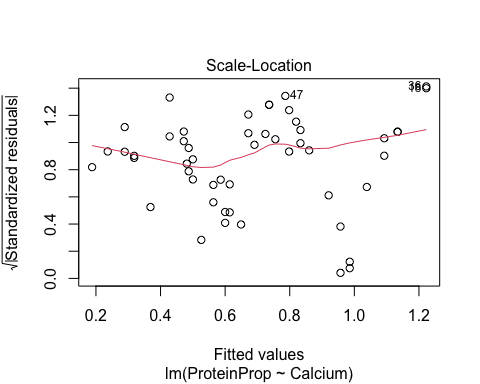 Scale-Location
√|Standardized residuals|
0.0 0.4 0.8 1.2
47
36
0.2 0.4 0.6 0.8 1.0 1.2
Fitted values
lm(ProteinProp ~ Calcium)